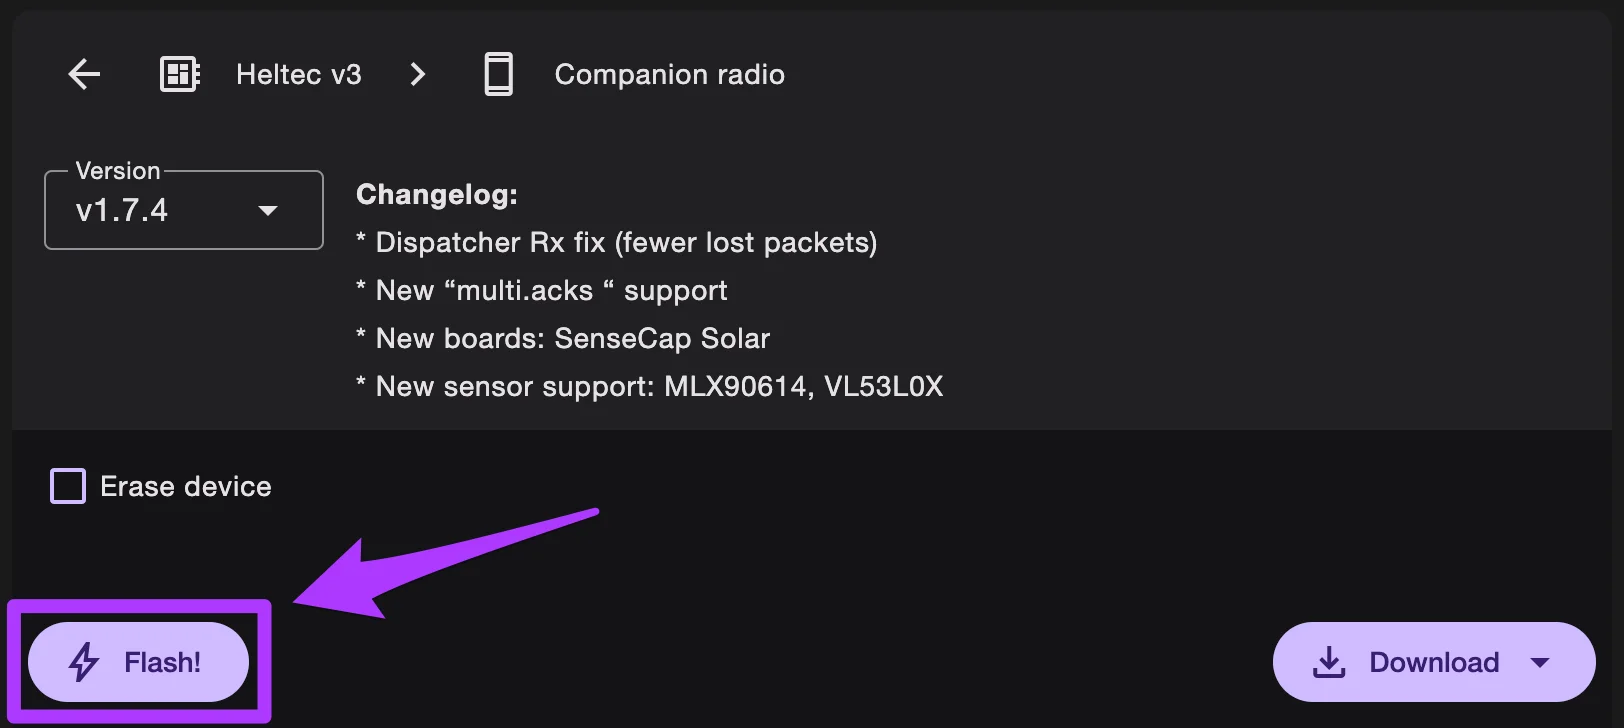 Heltec v3 Companion radio
Version
v1.7.4
Changelog:
* Dispatcher Rx fix (fewer lost packets)
* New “multi.acks “ support
* New boards: SenseCap Solar
* New sensor support: MLX90614, VL53L0X
Erase device
Flash!
Download